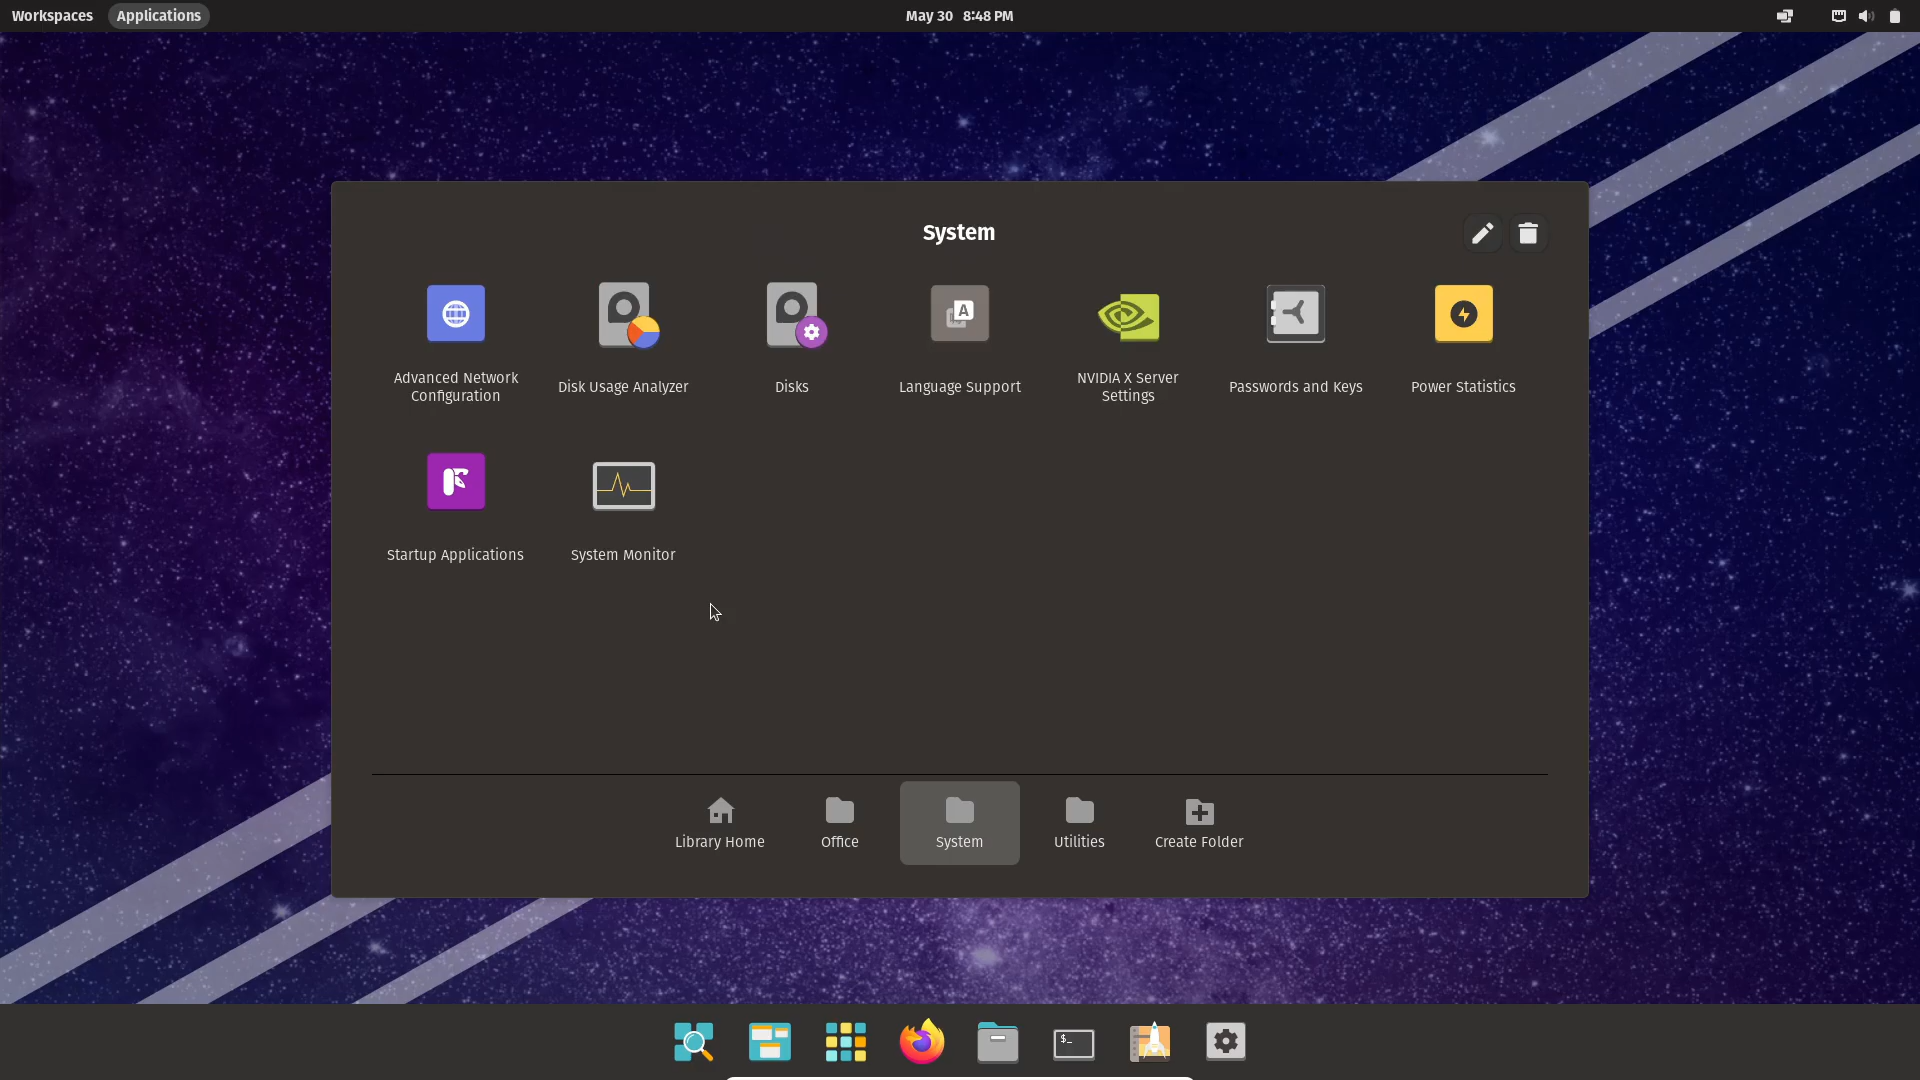 Workspaces
Applications
May 30 8:48 PM
System
Advanced Network
Configuration
Disk Usage Analyzer
Disks
A
Language Support
NVIDIA X Server
Settings
Passwords and Keys
Power Statistics
Startup Applications
System Monitor
Library Home
Office
System
Utilities
Create Folder
$_